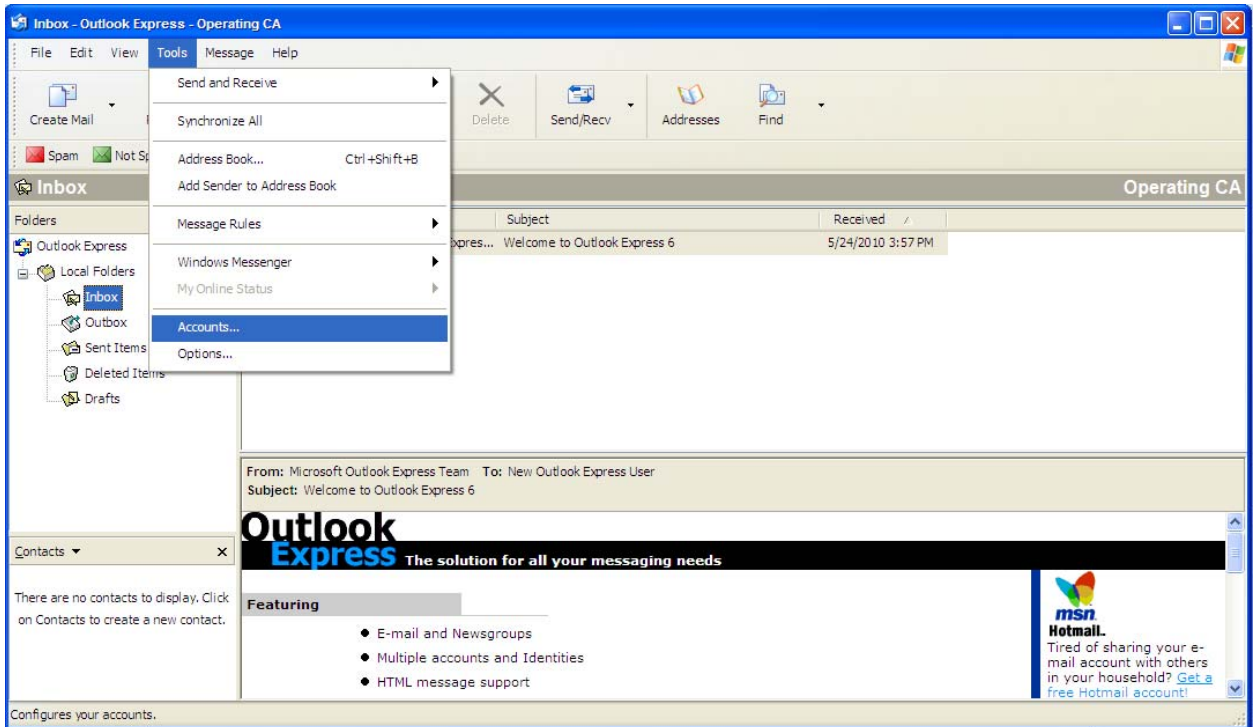 Inbox - Outlook Express - Operating CA
File Edit View Tools Message Help
Create Mail Delete Send/Recv Addresses Find
Spam Not Sp
Send and Receive
Synchronize All
Address Book... Ctrl+Shift+B
Add Sender to Address Book
Message Rules
Windows Messenger
My Online Status
Accounts...
Options...
Inbox Operating CA
Folders
Outlook Express
Local Folders
Inbox
Outbox
Sent Items
Deleted Items
Drafts
Subject Received
xpres... Welcome to Outlook Express 6 5/24/2010 3:57 PM
From: Microsoft Outlook Express Team To: New Outlook Express User
Subject: Welcome to Outlook Express 6
Outlook
Express The solution for all your messaging needs
Featuring
E-mail and Newsgroups
Multiple accounts and Identities
HTML message support
msn
Hotmail.
Tired of sharing your e-
mail account with others
in your household? Get a
free Hotmail account!
Contacts x
There are no contacts to display. Click
on Contacts to create a new contact.
Configures your accounts.